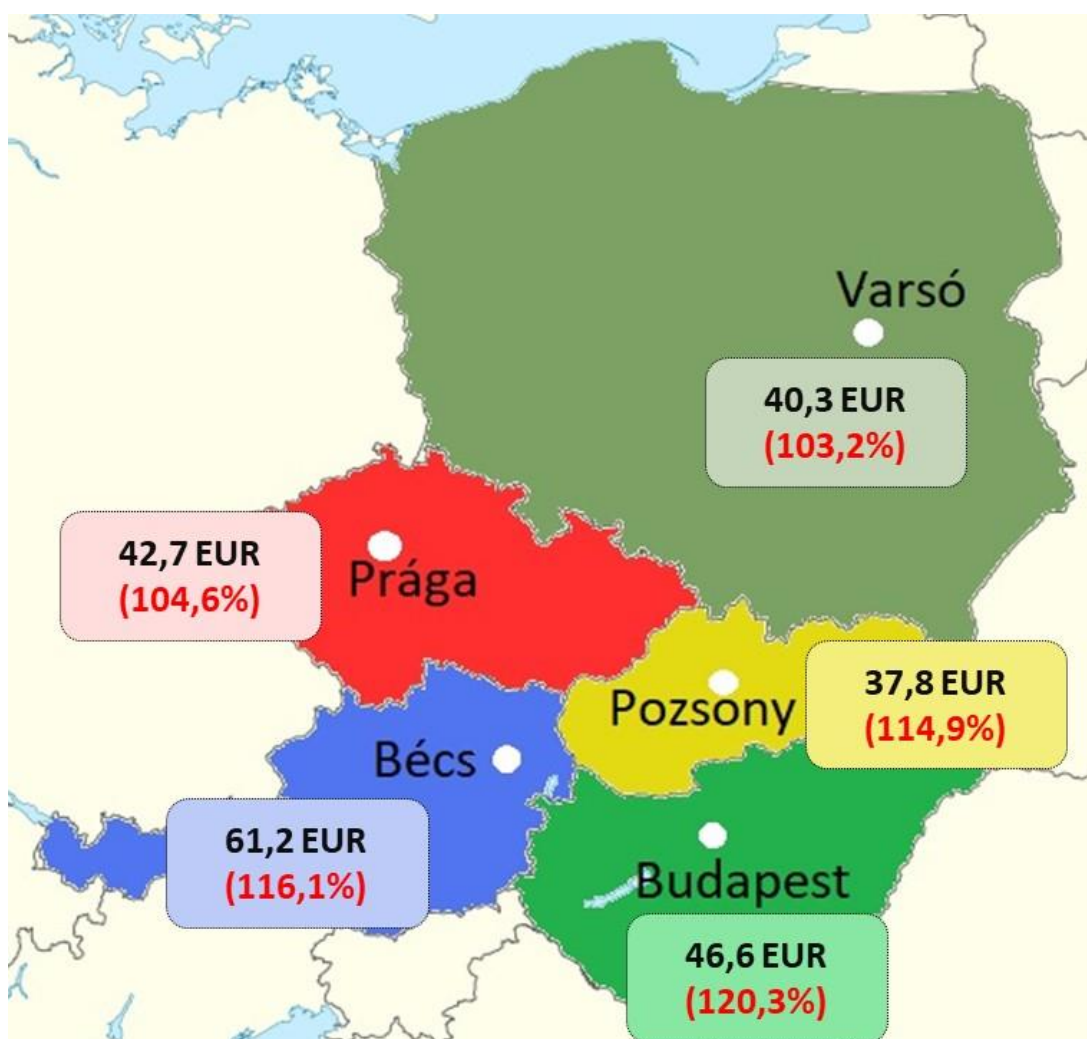 Varsó
40,3 EUR
(103,2%)
42,7 EUR
(104,6%)
Prága
37,8 EUR
(114,9%)
Pozsony
Bécs
61,2 EUR
(116,1%)
Budapest
46,6 EUR
(120,3%)